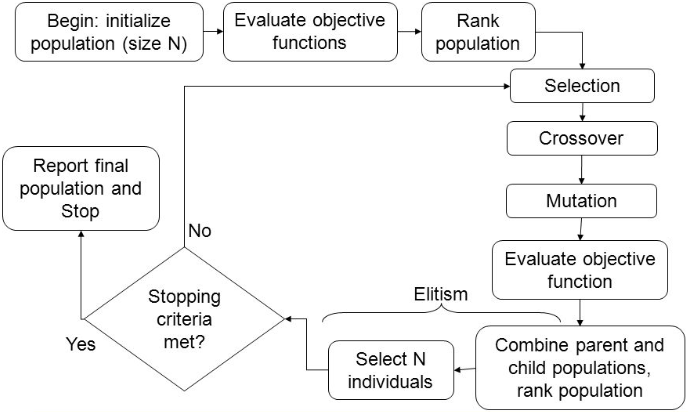 Begin: initialize
population (size N)
Evaluate objective
functions
Rank
population
Selection
Crossover
Mutation
Evaluate objective
function
Combine parent and
child populations,
rank population
Elitism
Select N
individuals
Stopping
criteria
met?
No
Yes
Report final
population and
Stop